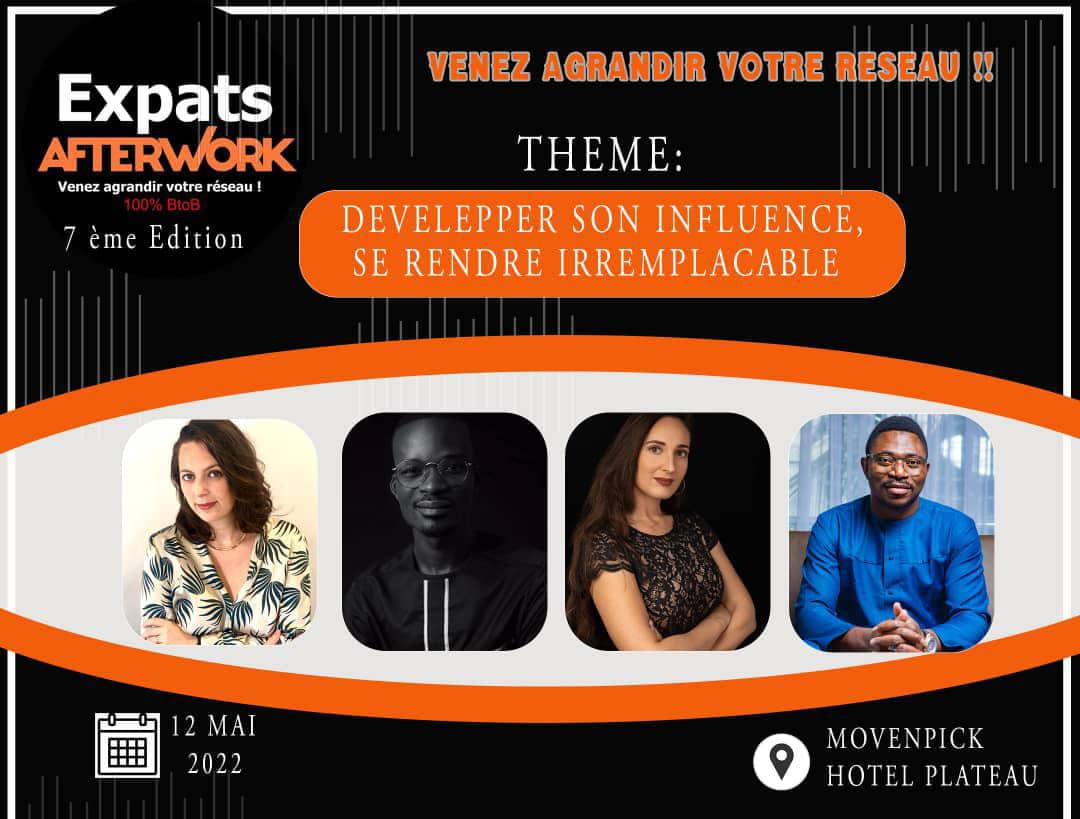 Expats
AFTERWORK
Venez agrandir votre réseau !
100% BtoB
7 ème Edition
VENEZ AGRANDIR VOTRE RESEAU !!
THEME:
DEVELEPPER SON INFLUENCE,
SE RENDRE IRREMPLACABLE
12 MAI
2022
MOVENPICK
HOTEL PLATEAU